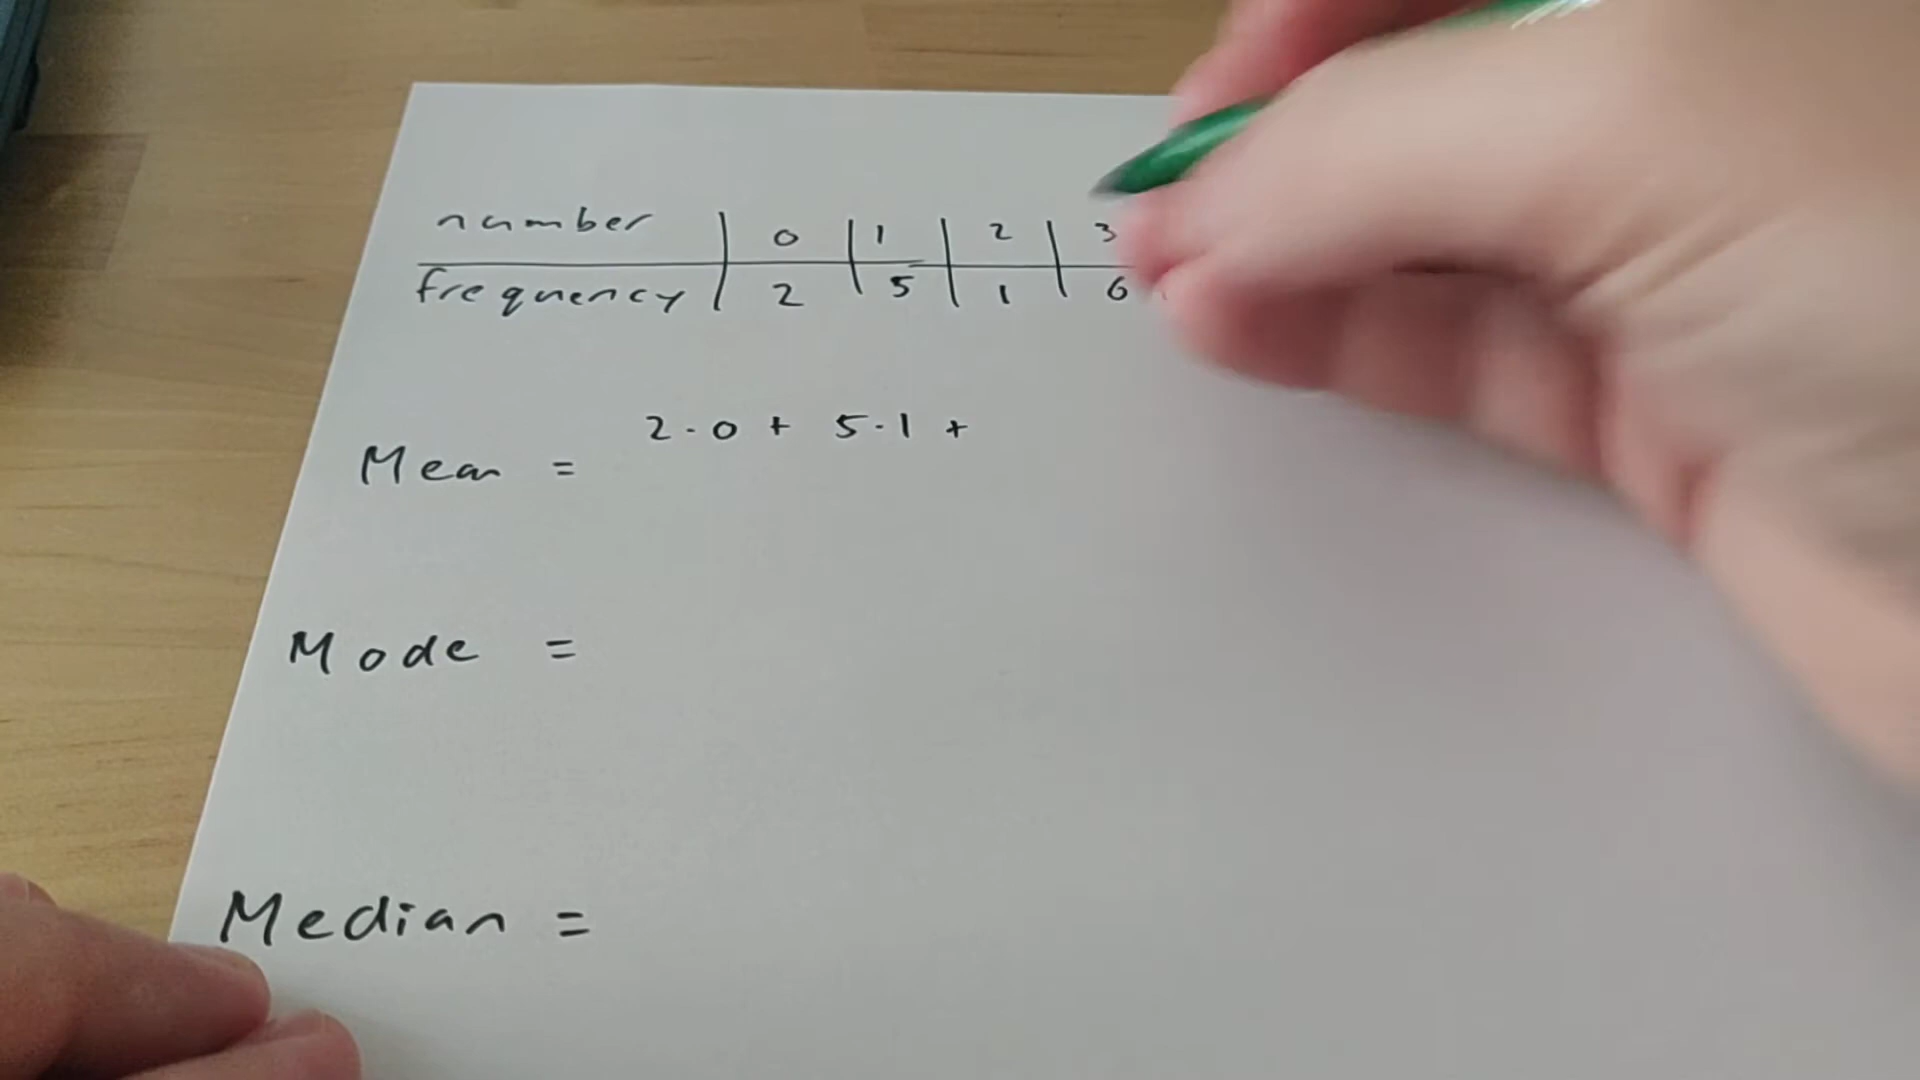 number | 0 | 1 | 2 | 3
frequency | 2 | 5 | 1 | 6
Mean = 2·0 + 5·1 +
Mode =
Median =